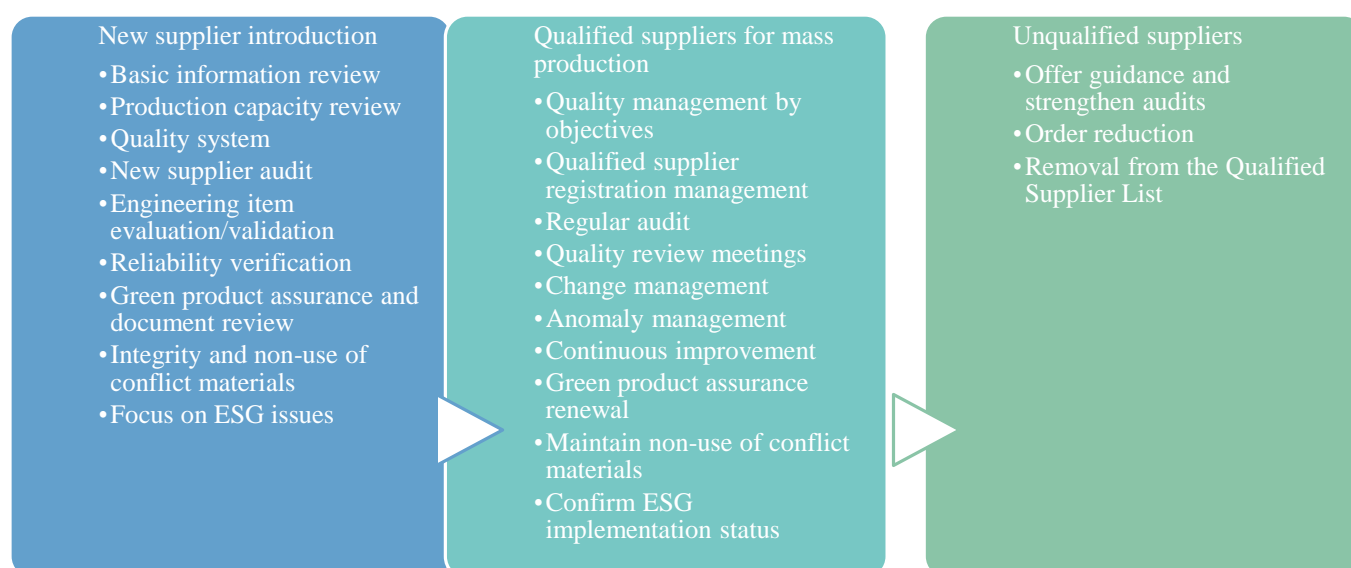 New supplier introduction
•Basic information review
•Production capacity review
•Quality system
•New supplier audit
•Engineering item
evaluation/validation
•Reliability verification
•Green product assurance and
document review
•Integrity and non-use of
conflict materials
•Focus on ESG issues
Qualified suppliers for mass
production
•Quality management by
objectives
•Qualified supplier
registration management
•Regular audit
•Quality review meetings
•Change management
•Anomaly management
•Continuous improvement
•Green product assurance
renewal
•Maintain non-use of conflict
materials
•Confirm ESG
implementation status
Unqualified suppliers
•Offer guidance and
strengthen audits
•Order reduction
•Removal from the Qualified
Supplier List